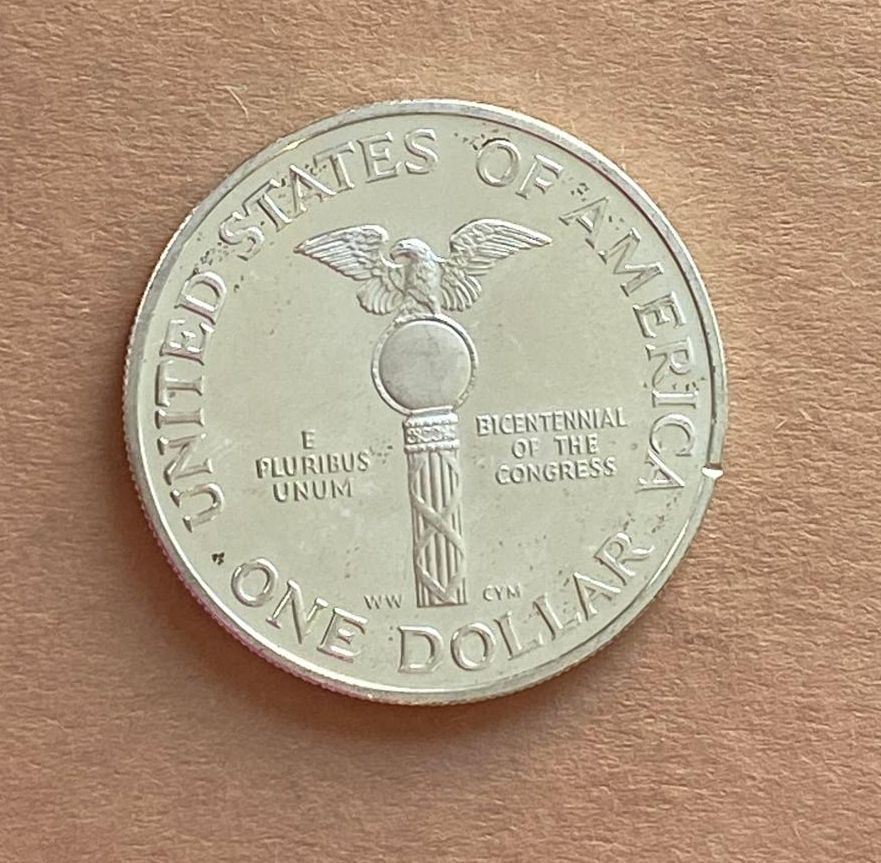 UNITED STATES OF AMERICA
E
PLURIBUS
UNUM
BICENTENNIAL
OF THE
CONGRESS
WW
CYM
ONE DOLLAR